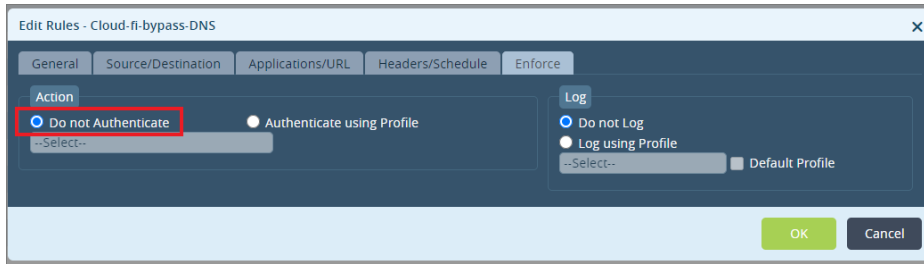 Edit Rules - Cloud-fi-bypass-DNS
×
General Source/Destination Applications/URL Headers/Schedule Enforce
Action
Do not Authenticate Authenticate using Profile
--Select--
Log
Do not Log
Log using Profile
--Select-- Default Profile
OK Cancel